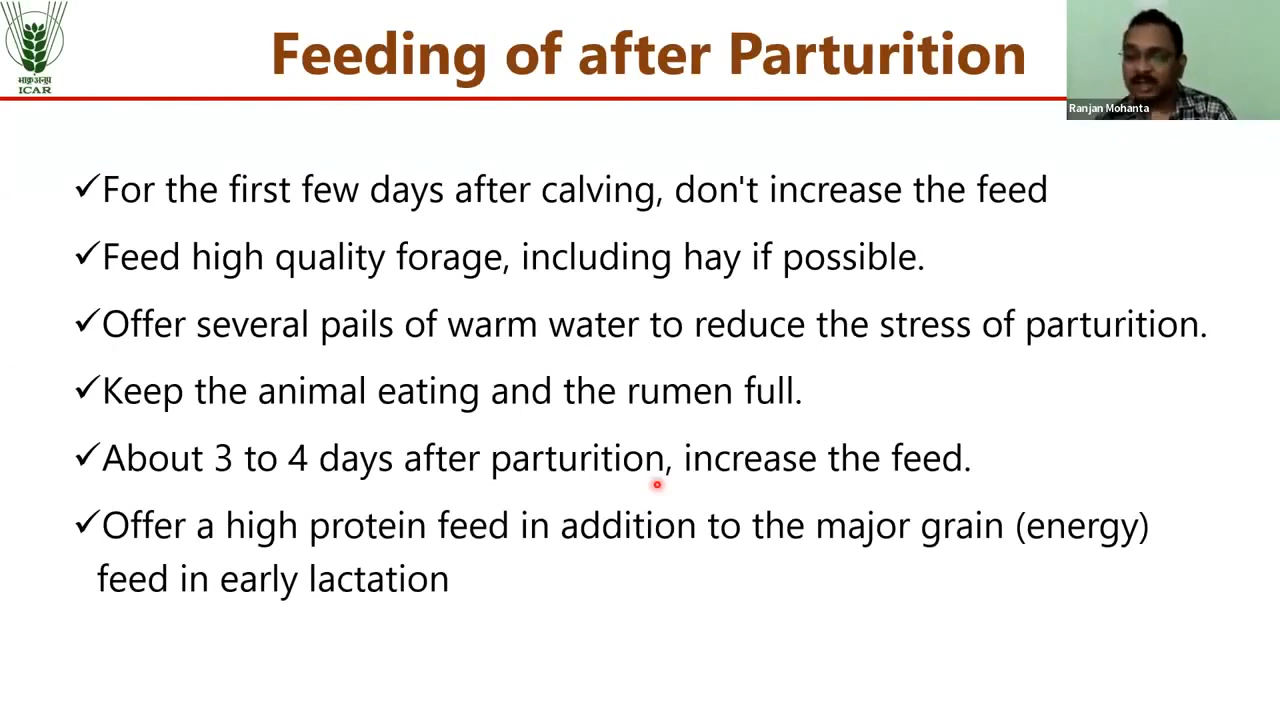 भाकृअनुप
ICAR
Feeding of after Parturition
Ranjan Mohanta
✓For the first few days after calving, don't increase the feed
✓Feed high quality forage, including hay if possible.
✓Offer several pails of warm water to reduce the stress of parturition.
✓Keep the animal eating and the rumen full.
✓About 3 to 4 days after parturition, increase the feed.
✓Offer a high protein feed in addition to the major grain (energy)
feed in early lactation